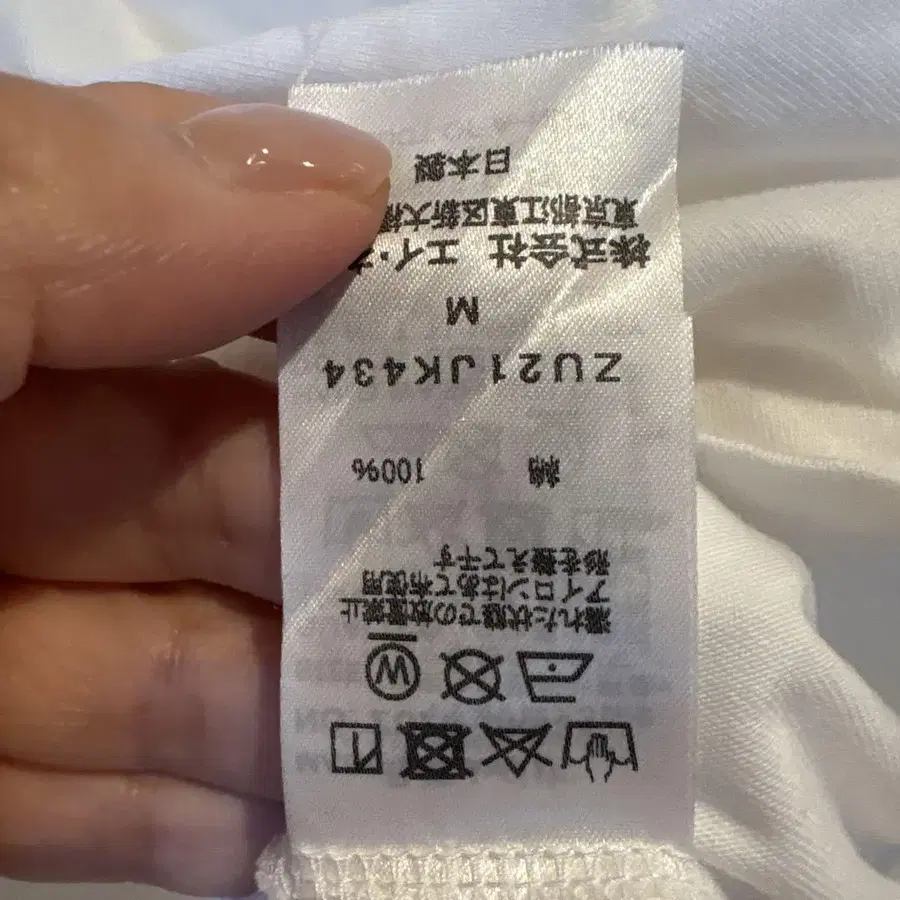 W
濡れた状態での放置禁止
アイロンはあて布使用
形を整えて干す
綿 100%
ZU21JK434
M
株式会社 エイ・
東京都江東区新大
日本製